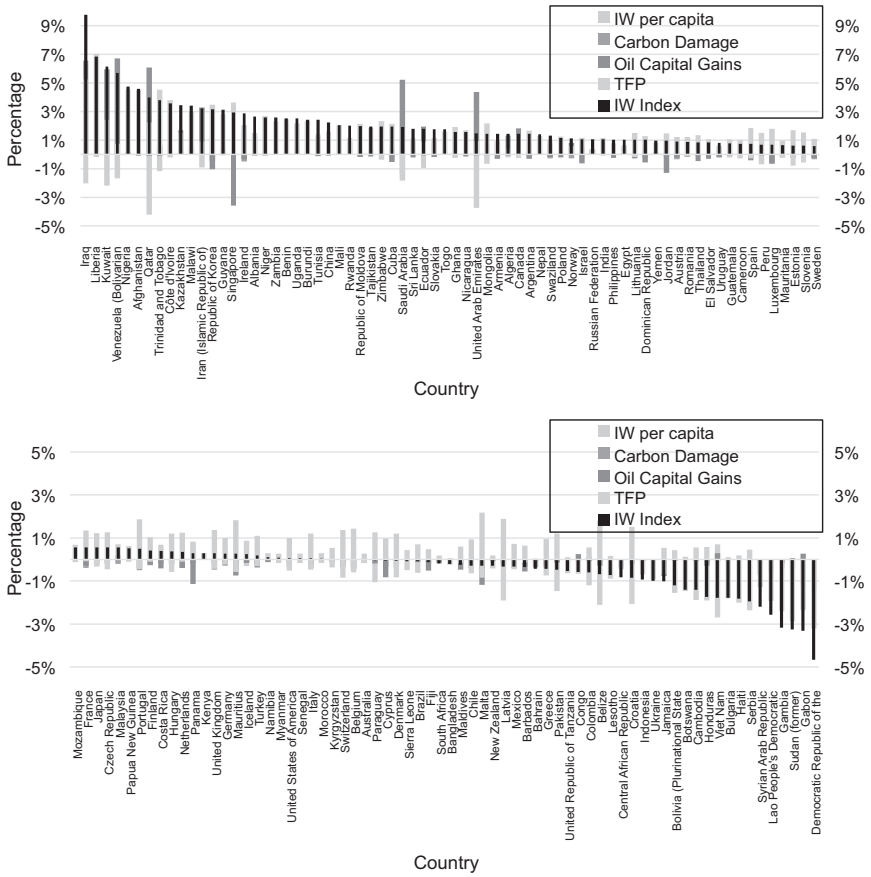 9%
7%
5%
3%
1%
-1%
-3%
-5%
Percentage
IW per capita
Carbon Damage
Oil Capital Gains
TFP
IW Index
9%
7%
5%
3%
1%
-1%
-3%
-5%
Iraq
Liberia
Kuwait
Venezuela (Bolivarian
Nigeria
Afghanistan
Qatar
Trinidad and Tobago
Côte d'Ivore
Kazakhstan
Malawi
Iran (Islamic Republic of)
Republic of Korea
Guyana
Singapore
Ireland
Albania
Niger
Zambia
Benin
Uganda
Burundi
Tunisia
China
Mali
Rwanda
Republic of Moldova
Tajikistan
Zimbabwe
Cuba
Saudi Arabia
Sri Lanka
Ecuador
Slovakia
Togo
Ghana
Nicaragua
United Arab Emirates
Mongolia
Armenia
Algeria
Canada
Argentina
Nepal
Swaziland
Poland
Norway
Israel
Russian Federation
India
Philippines
Egypt
Lithuania
Dominican Republic
Yemen
Jordan
Austria
Romania
Thailand
El Salvador
Uruguay
Guatemala
Cameroon
Spain
Peru
Luxembourg
Mauritania
Estonia
Slovenia
Sweden
Country
5%
3%
1%
-1%
-3%
-5%
Percentage
IW per capita
Carbon Damage
Oil Capital Gains
TFP
IW Index
5%
3%
1%
-1%
-3%
-5%
Mozambique
France
Japan
Czech Republic
Malaysia
Papua New Guinea
Portugal
Finland
Costa Rica
Hungary
Netherlands
Panama
Kenya
United Kingdom
Germany
Mauritius
Iceland
Turkey
Namibia
Myanmar
United States of America
Senegal
Italy
Morocco
Kyrgyzstan
Switzerland
Belgium
Australia
Paraguay
Cyprus
Denmark
Sierra Leone
Brazil
Fiji
South Africa
Bangladesh
Maldives
Chile
Malta
New Zealand
Latvia
Mexico
Barbados
Bahrain
Greece
Pakistan
United Republic of Tanzania
Congo
Colombia
Belize
Central African Republic
Croatia
Indonesia
Ukraine
Jamaica
Bolivia (Plurinational State
Botswana
Cambodia
Honduras
Viet Nam
Bulgaria
Haiti
Serbia
Syrian Arab Republic
Lao People's Democratic
Gambia
Sudan (former)
Gabon
Democratic Republic of the
Country